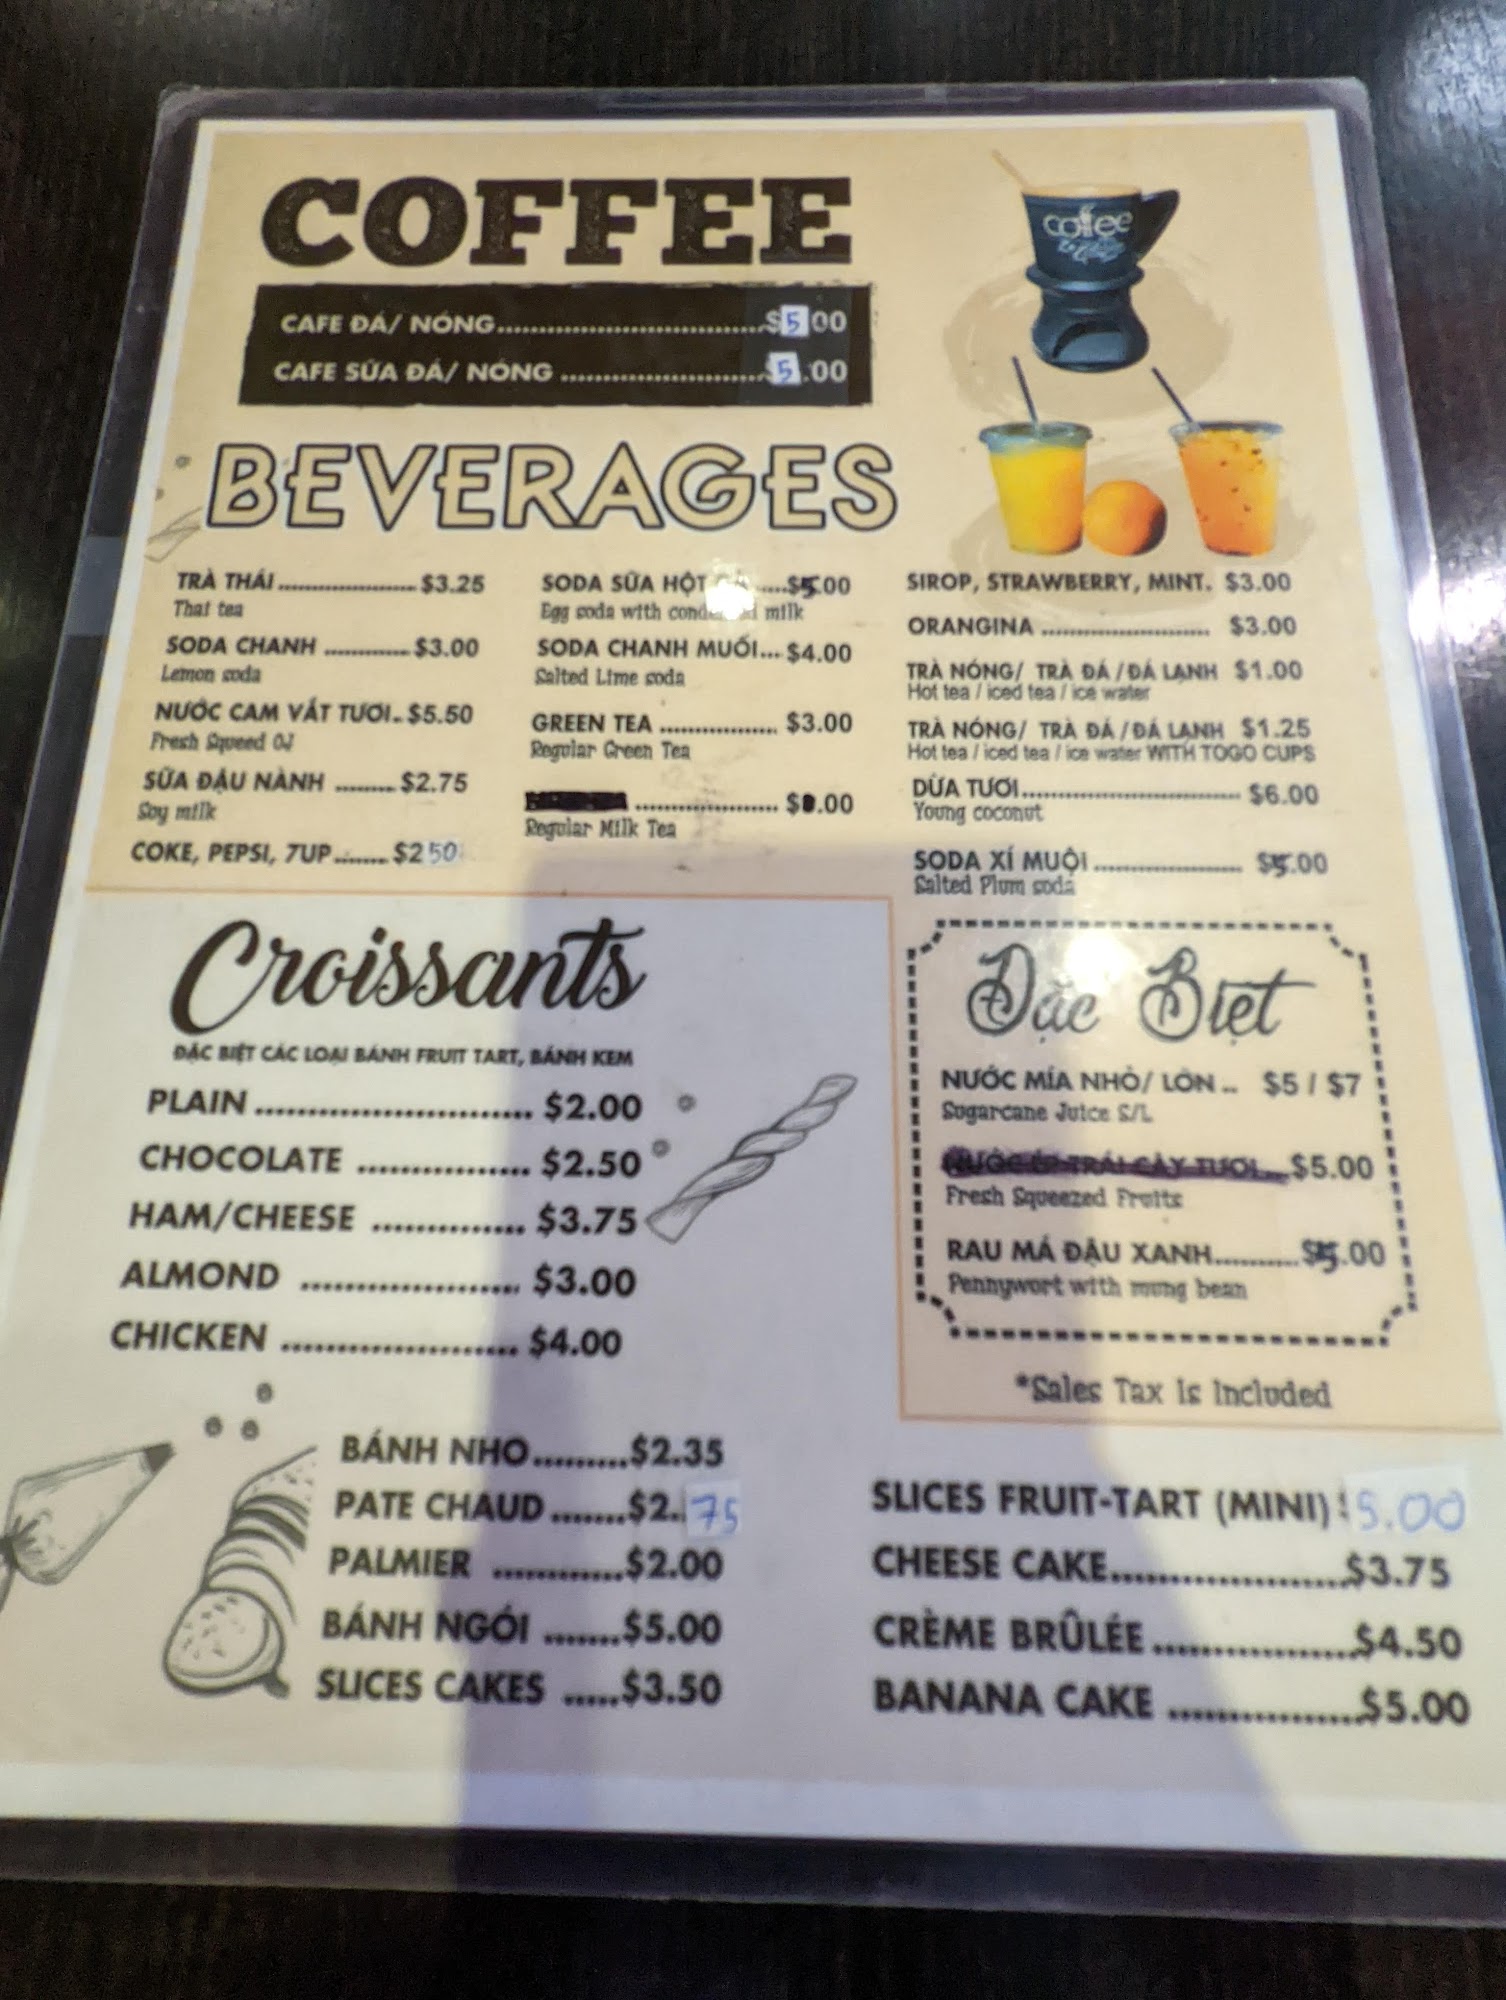 COFFEE
coffee
CAFE ĐÁ/ NÓNG..............................$5.00
CAFE SỮA ĐÁ/ NÓNG ......................$5.00
BEVERAGES
TRÀ THÁI ....................$3.25
Thai tea
SODA CHANH ............$3.00
Lemon soda
NƯỚC CAM VẮT TƯƠI..$5.50
Fresh Squeed OJ
SỮA ĐẬU NÀNH .........$2.75
Soy milk
COKE, PEPSI, 7UP........$2 50
SODA SỮA HỘT .....$5.00
Egg soda with milk
SODA CHANH MUỐI...$4.00
Salted Lime soda
GREEN TEA .................$3.00
Regular Green Tea
.....................
Regular Milk Tea
SIROP, STRAWBERRY, MINT. $3.00
ORANGINA ......................... $3.00
TRÀ NÓNG/ TRÀ ĐÁ /ĐÁ LẠNH $1.00
Hot tea / iced tea / ice water
TRÀ NÓNG/ TRÀ ĐÁ /ĐÁ LẠNH $1.25
Hot tea / iced tea / ice water WITH TOGO CUPS
DỪA TƯƠI................................ $6.00
Young coconut
SODA XÍ MUỘI ...................... $5.00
Salted Plum soda
Croissants
ĐẶC BIỆT CÁC LOẠI BÁNH FRUIT TART, BÁNH KEM
PLAIN .............................. $2.00
CHOCOLATE .................. $2.50
HAM/CHEESE ................ $3.75
ALMOND ....................... $3.00
CHICKEN ........................ $4.00
Đặc Biệt
NƯỚC MÍA NHỎ/ LỚN .. $5 / $7
Sugarcane Juice S/L
NƯỚC ÉP TRÁI CÂY TƯƠI....$5.00
Fresh Squeezed Fruits
RAU MÁ ĐẬU XANH............$5.00
Pennywort with mung bean
*Sales Tax Is Included
BÁNH NHO..........$2.35
PATE CHAUD ........$2.75
PALMIER ..............$2.00
BÁNH NGÓI ........$5.00
SLICES CAKES ......$3.50
SLICES FRUIT-TART (MINI) 5.00
CHEESE CAKE.........................$3.75
CRÈME BRÛLÉE .....................$4.50
BANANA CAKE .....................$5.00